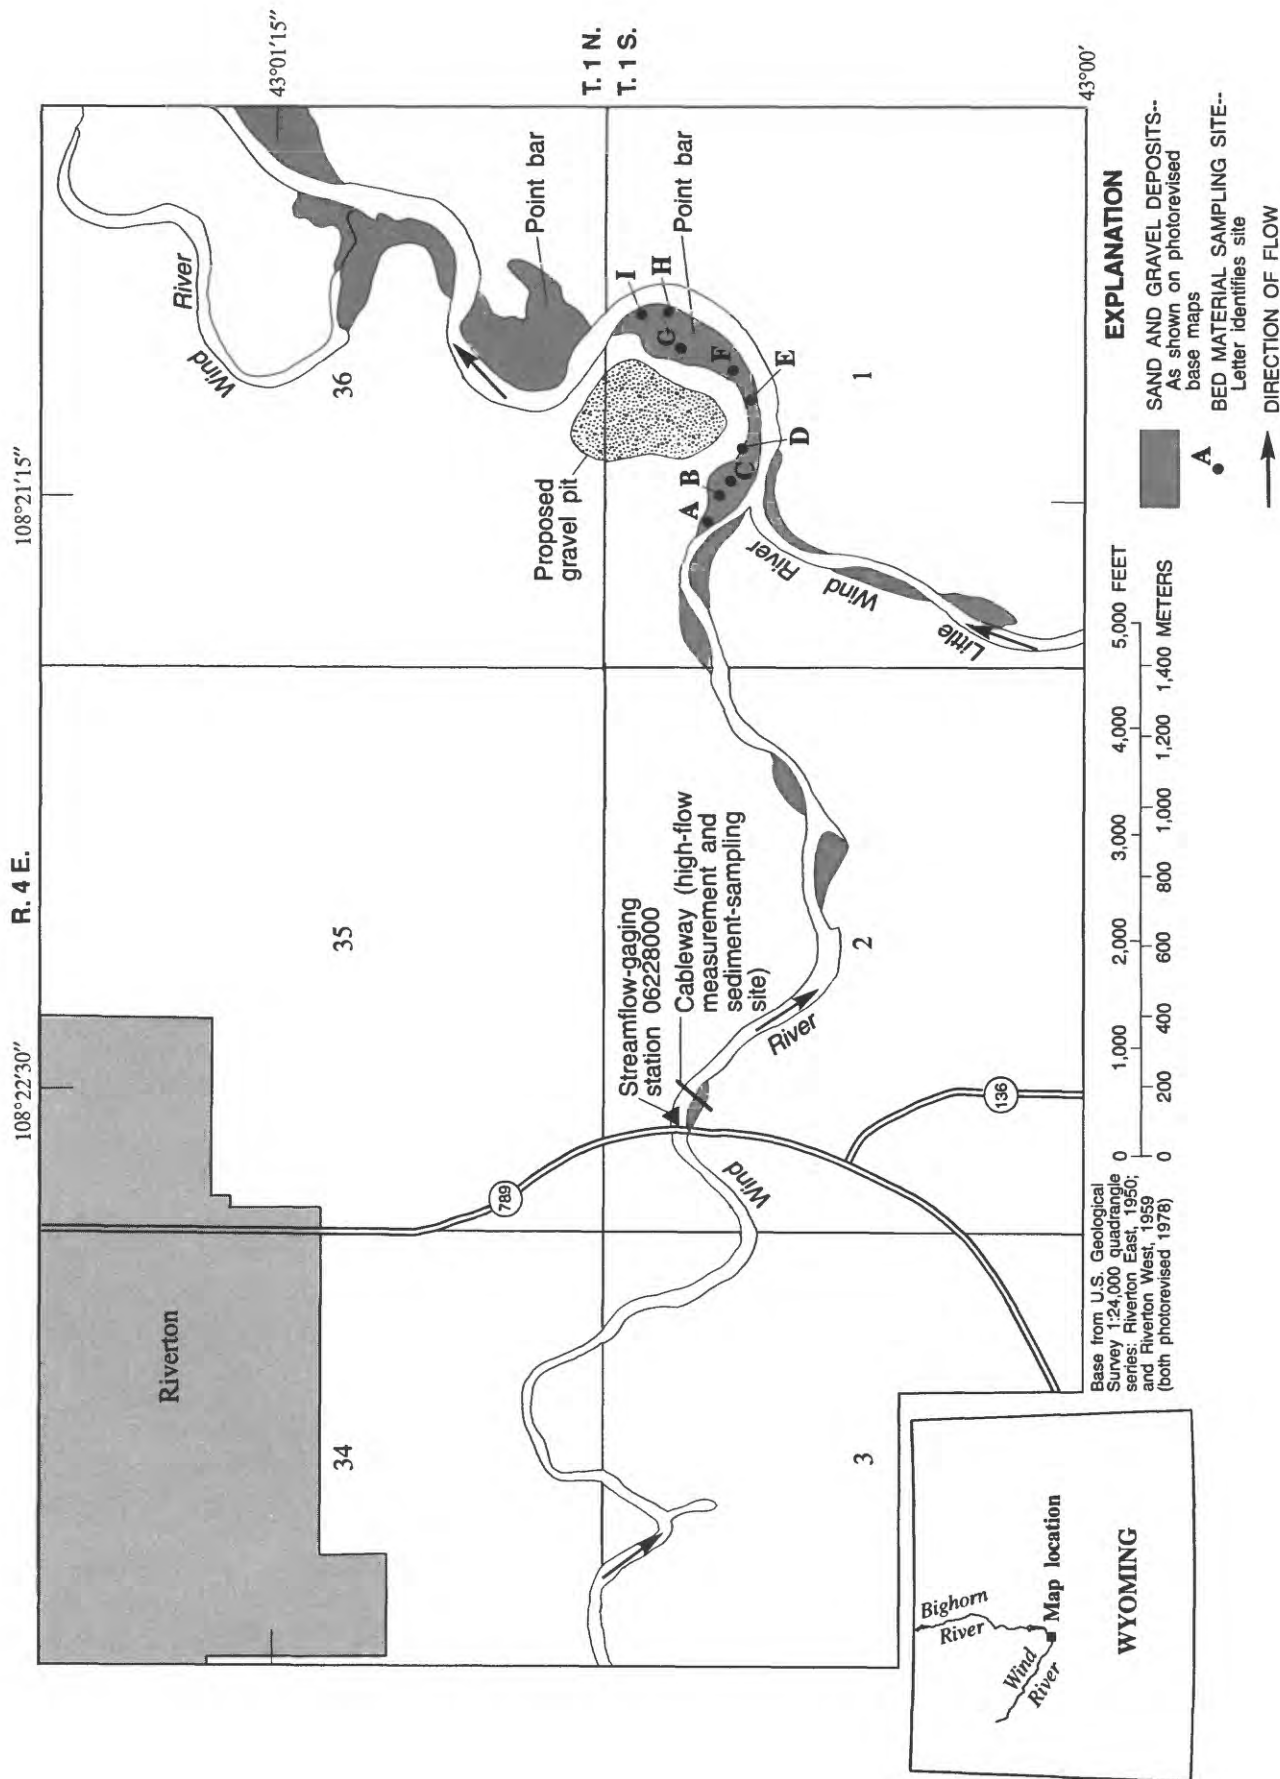 R. 4 E.
108°22'30"
108°21'15"
43°01'15"
T. 1 N.
T. 1 S.
43°00'
Riverton
34
35
36
3
2
1
789
136
Wind
River
Wind
River
Streamflow-gaging
station 06228000
Cableway (high-flow
measurement and
sediment-sampling
site)
Proposed
gravel pit
Point bar
Point bar
A
B
C
D
E
F
G
H
I
Little
Wind
River
Base from U.S. Geological
Survey 1:24,000 quadrangle
series: Riverton East, 1950;
and Riverton West, 1959
(both photorevised 1978)
0 1,000 2,000 3,000 4,000 5,000 FEET
0 200 400 600 800 1,000 1,200 1,400 METERS
EXPLANATION
SAND AND GRAVEL DEPOSITS--
As shown on photorevised
base maps
A
BED MATERIAL SAMPLING SITE--
Letter identifies site
DIRECTION OF FLOW
Bighorn
River
Wind
River
Map location
WYOMING